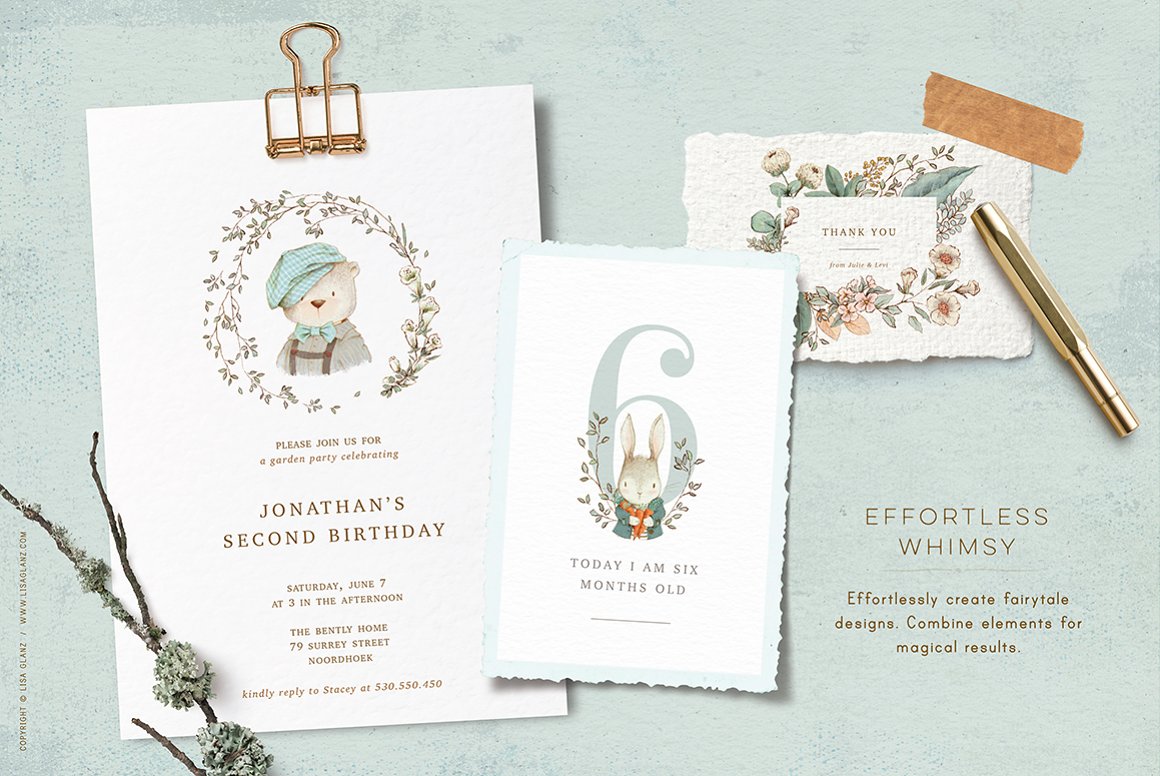 PLEASE JOIN US FOR
a garden party celebrating
JONATHAN'S
SECOND BIRTHDAY
SATURDAY, JUNE 7
AT 3 IN THE AFTERNOON
THE BENTLY HOME
79 SURREY STREET
NOORDHOEK
kindly reply to Stacey at 530.550.450
6
TODAY I AM SIX
MONTHS OLD
THANK YOU
from Julie & Levi
EFFORTLESS
WHIMSY
Effortlessly create fairytale
designs. Combine elements for
magical results.
COPYRIGHT © LISA GLANZ / WWW.LISAGLANZ.COM